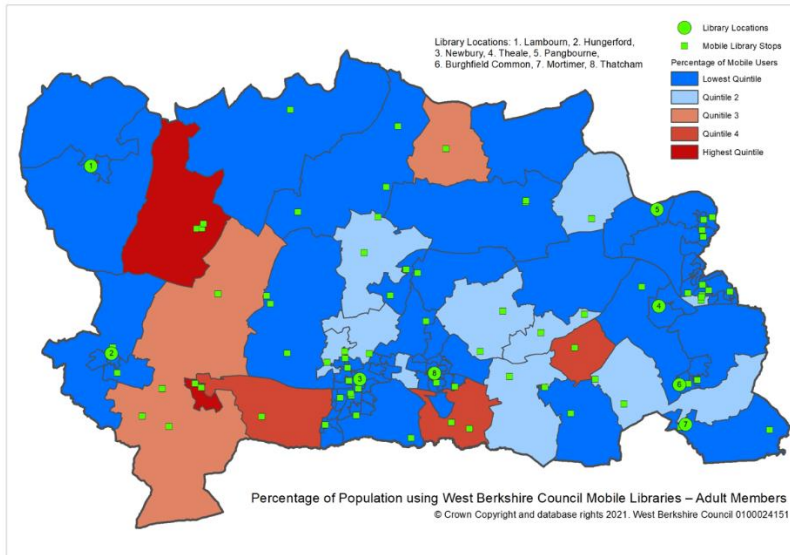 Library Locations: 1. Lambourn, 2. Hungerford,
3. Newbury, 4. Theale, 5. Pangbourne,
6. Burghfield Common, 7. Mortimer, 8. Thatcham
Library Locations
Mobile Library Stops
Percentage of Mobile Users
Lowest Quintile
Quintile 2
Qunitile 3
Quintile 4
Highest Quintile
1
5
4
2
3
8
6
7
Percentage of Population using West Berkshire Council Mobile Libraries – Adult Members
© Crown Copyright and database rights 2021. West Berkshire Council 0100024151